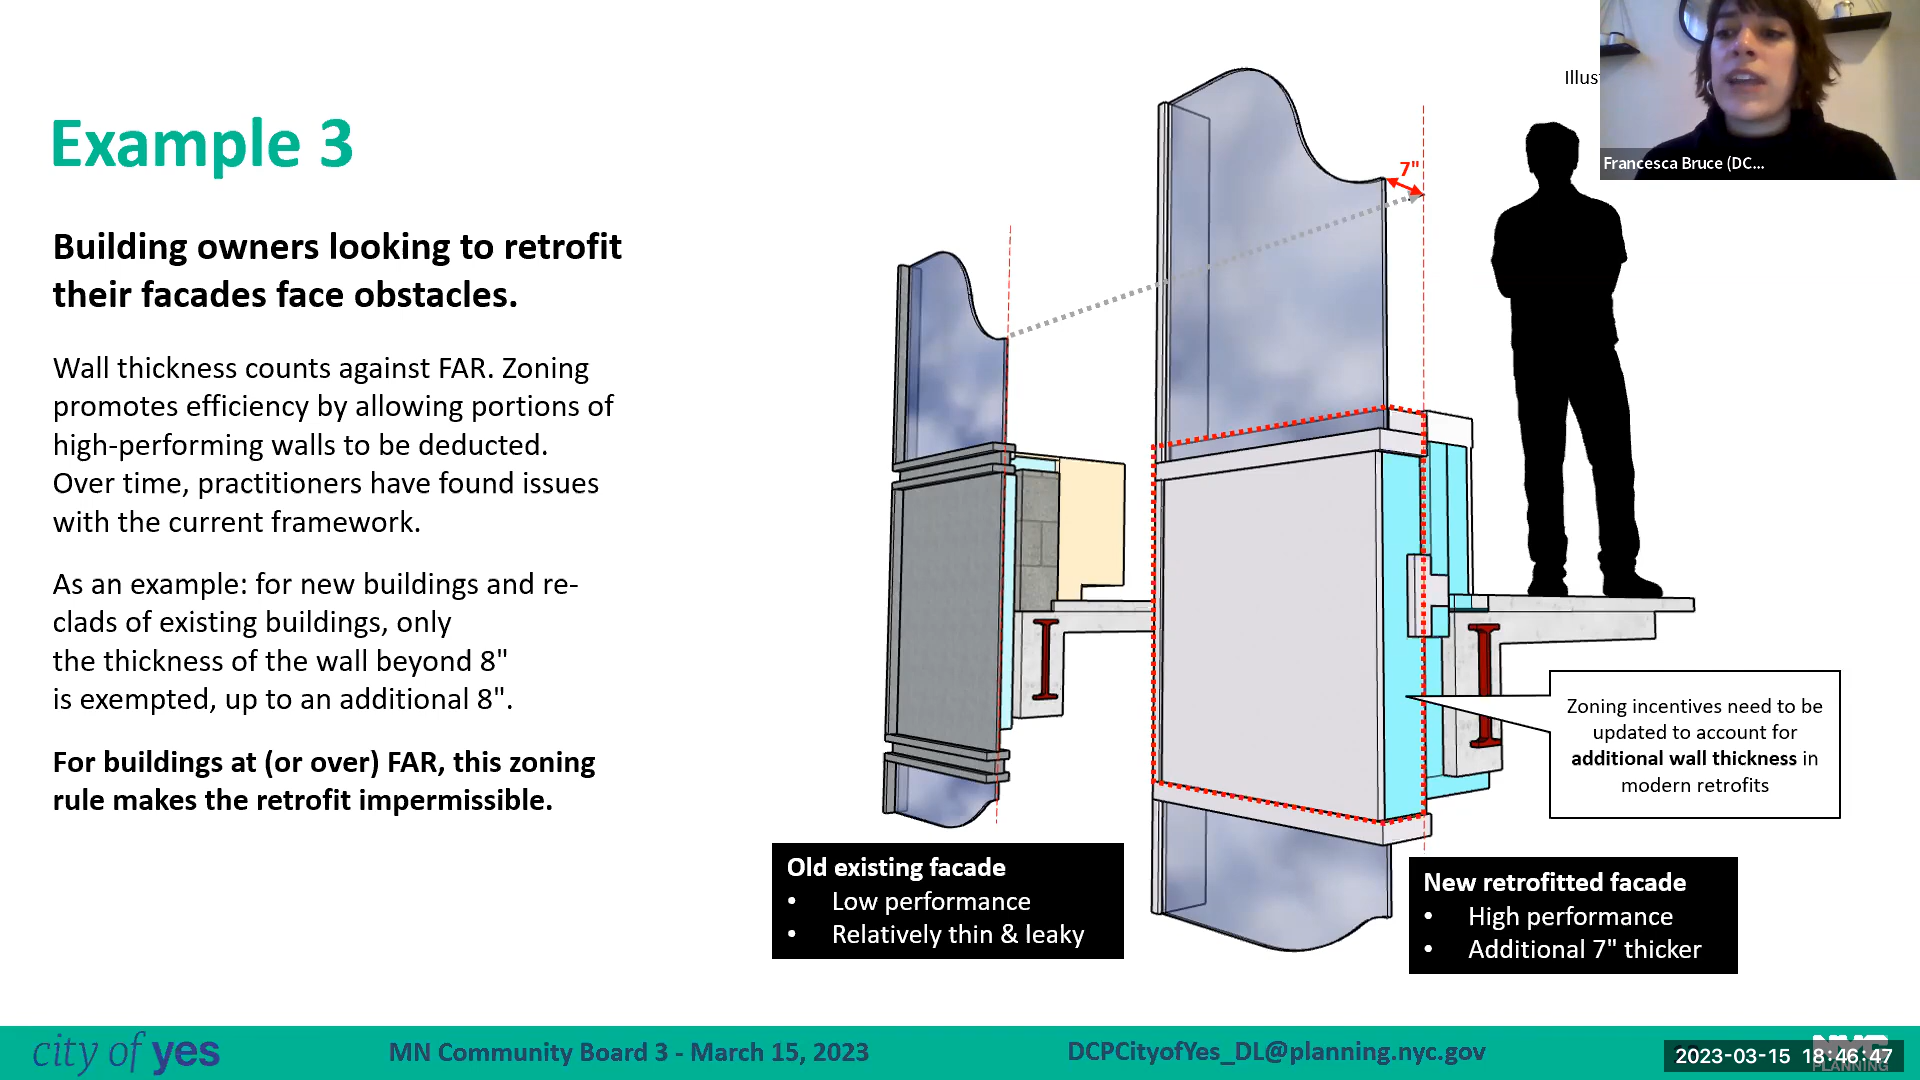 Illus
Francesca Bruce (DC...
Example 3
7"
Building owners looking to retrofit
their facades face obstacles.
Wall thickness counts against FAR. Zoning
promotes efficiency by allowing portions of
high-performing walls to be deducted.
Over time, practitioners have found issues
with the current framework.
As an example: for new buildings and re-
clads of existing buildings, only
the thickness of the wall beyond 8"
is exempted, up to an additional 8".
For buildings at (or over) FAR, this zoning
rule makes the retrofit impermissible.
Zoning incentives need to be
updated to account for
additional wall thickness in
modern retrofits
Old existing facade
• Low performance
• Relatively thin & leaky
New retrofitted facade
• High performance
• Additional 7" thicker
city of yes
MN Community Board 3 - March 15, 2023
DCPCityofYes_DL@planning.nyc.gov
NYC
PLANNING
2023-03-15 18:46:47